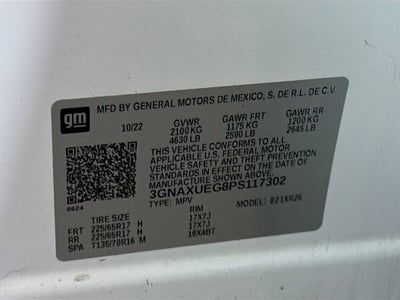 gm
MFD BY GENERAL MOTORS DE MEXICO, S. DE R.L. DE C.V.
10/22 GVWR GAWR FRT GAWR RR
2100 KG 1175 KG 1200 KG
4630 LB 2590 LB 2645 LB
THIS VEHICLE CONFORMS TO ALL APPLICABLE
U.S. FEDERAL MOTOR VEHICLE SAFETY, BUMPER, AND
THEFT PREVENTION STANDARDS IN EFFECT ON
THE DATE OF MANUFACTURE SHOWN ABOVE.
3GNAXUEG8PS117302
TYPE: MPV MODEL: 821XR26
6624
TIRE SIZE RIM
FRT 225/65R17 H 17X7J
RR 225/65R17 H 17X7J
SPA T135/70R16 M 16X4BT